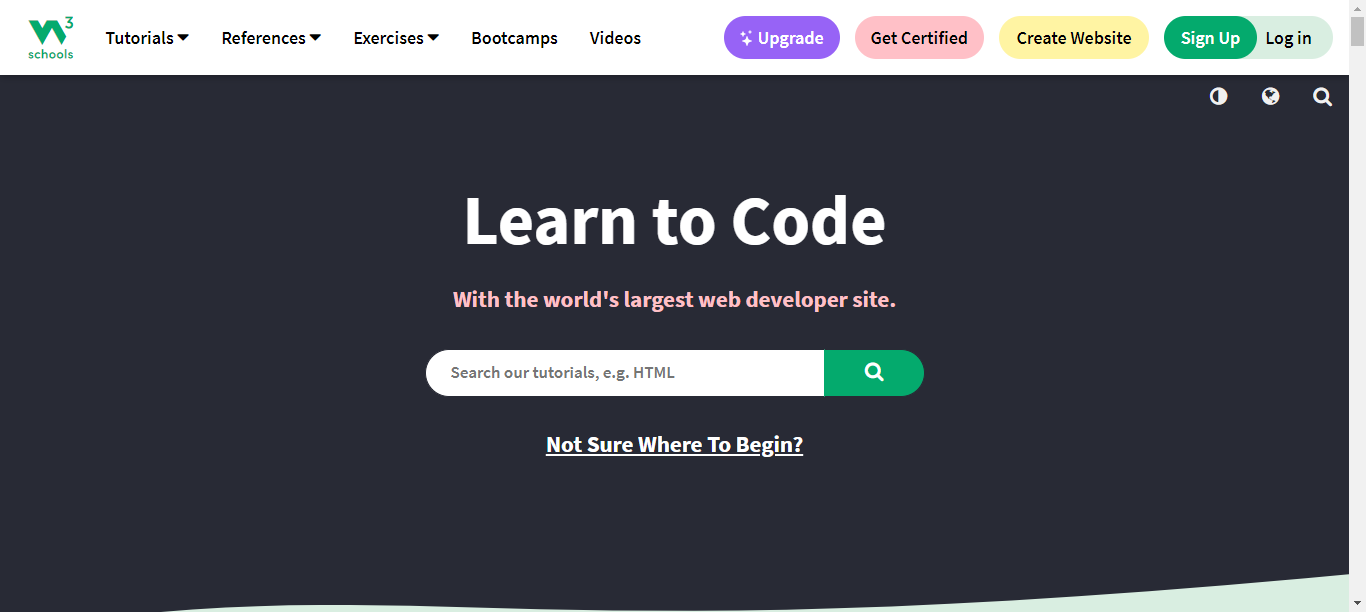 3
schools
Tutorials References Exercises Bootcamps Videos Upgrade Get Certified Create Website Sign Up Log in
Learn to Code
With the world's largest web developer site.
Search our tutorials, e.g. HTML
Not Sure Where To Begin?